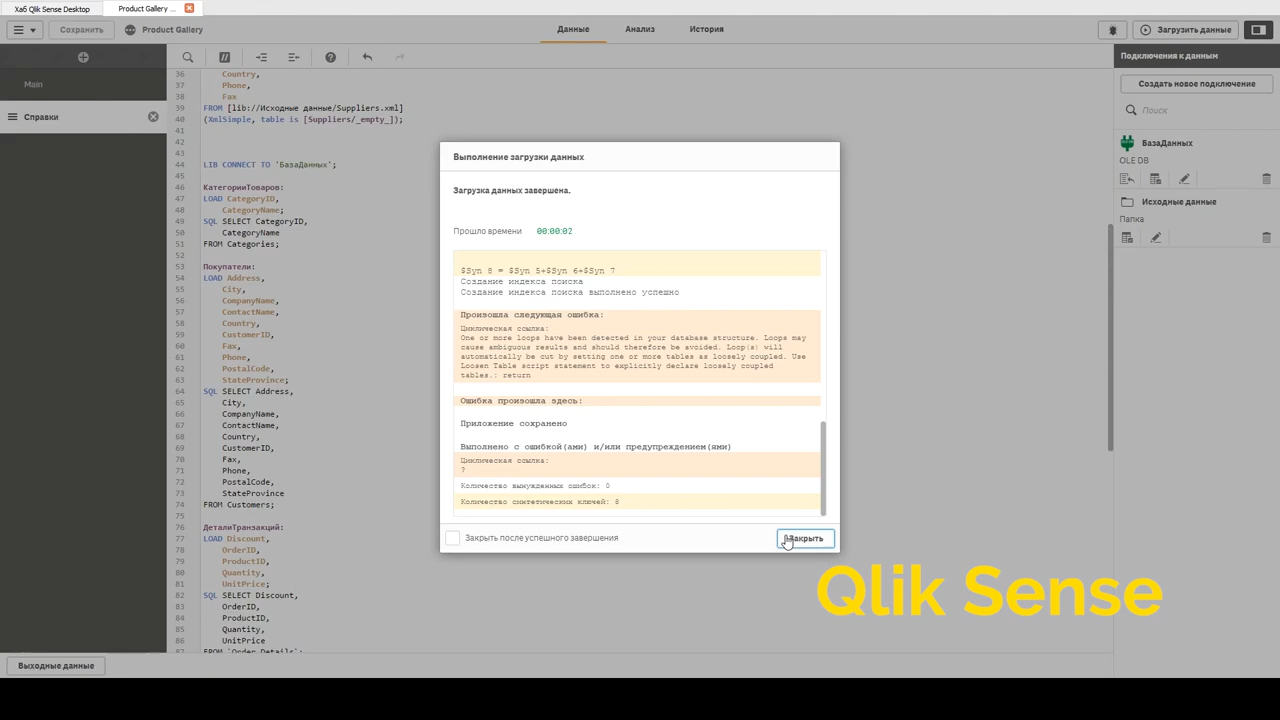 Хаб Qlik Sense Desktop
Product Gallery ...
Сохранить
Product Gallery
Данные
Анализ
История
Загрузить данные
Main
Справки
36 Country,
37 Phone,
38 Fax
39 FROM [lib://Исходные данные/Suppliers.xml]
40 (XmlSimple, table is [Suppliers/_empty_]);
41
42
43
44 LIB CONNECT TO 'БазаДанных';
45
46 КатегорииТоваров:
47 LOAD CategoryID,
48 CategoryName;
49 SQL SELECT CategoryID,
50 CategoryName
51 FROM Categories;
52
53 Покупатели:
54 LOAD Address,
55 City,
56 CompanyName,
57 ContactName,
58 Country,
59 CustomerID,
60 Fax,
61 Phone,
62 PostalCode,
63 StateProvince;
64 SQL SELECT Address,
65 City,
66 CompanyName,
67 ContactName,
68 Country,
69 CustomerID,
70 Fax,
71 Phone,
72 PostalCode,
73 StateProvince
74 FROM Customers;
75
76 ДеталиТранзакций:
77 LOAD Discount,
78 OrderID,
79 ProductID,
80 Quantity,
81 UnitPrice;
82 SQL SELECT Discount,
83 OrderID,
84 ProductID,
85 Quantity,
86 UnitPrice
87 FROM `Order Details`;
Выполнение загрузки данных
Загрузка данных завершена.
Прошло времени 00:00:02
$Syn 8 = $Syn 5+$Syn 6+$Syn 7
Создание индекса поиска
Создание индекса поиска выполнено успешно
Произошла следующая ошибка:
Циклическая ссылка:
One or more loops have been detected in your database structure. Loops may
cause ambiguous results and should therefore be avoided. Loop(s) will
automatically be cut by setting one or more tables as loosely coupled. Use
Loosen Table script statement to explicitly declare loosely coupled
tables.: return
Ошибка произошла здесь:
Приложение сохранено
Выполнено с ошибкой(ами) и/или предупреждением(ями)
Циклическая ссылка:
?
Количество вынужденных ошибок: 0
Количество синтетических ключей: 8
Закрыть после успешного завершения
Закрыть
Подключения к данным
Создать новое подключение
Поиск
БазаДанных
OLE DB
Исходные данные
Папка
Qlik Sense
Выходные данные